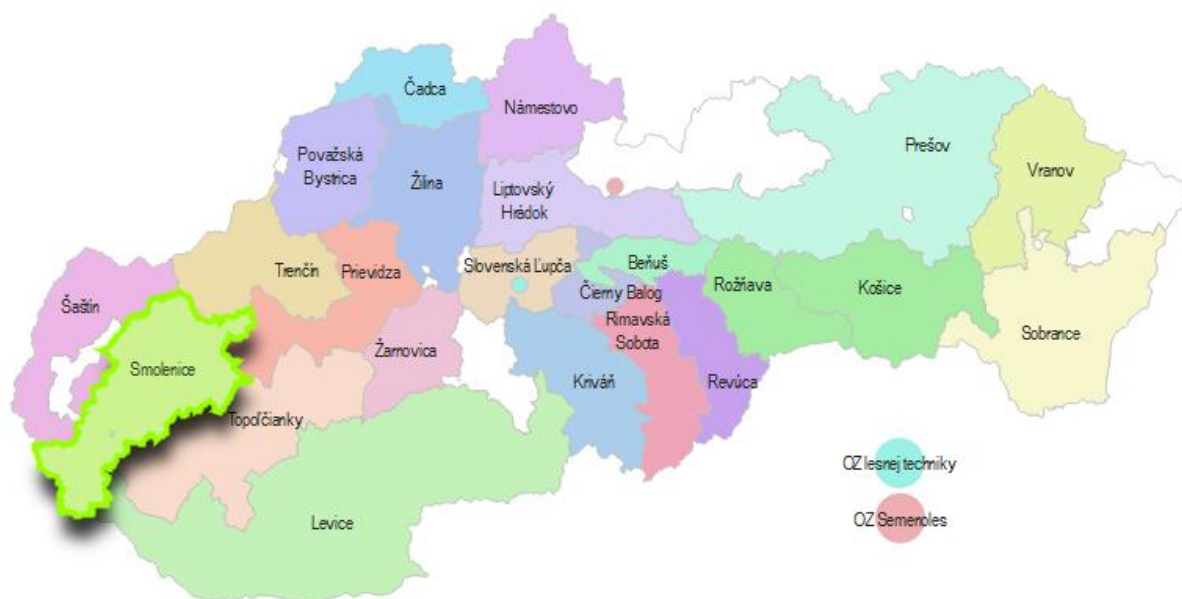 Čadca
Námestovo
Považská
Bystrica
Žilina
Prešov
Vranov
Liptovský
Hrádok
Trenčín
Prievidza
Slovenská Ľupča
Beňuš
Čierny Balog
Rožňava
Košice
Šaštín
Rimavská
Sobota
Sobrance
Smolenice
Žarnovica
Kriváň
Revúca
Topoľčianky
Levice
OZ lesnej techniky
OZ Semenoles